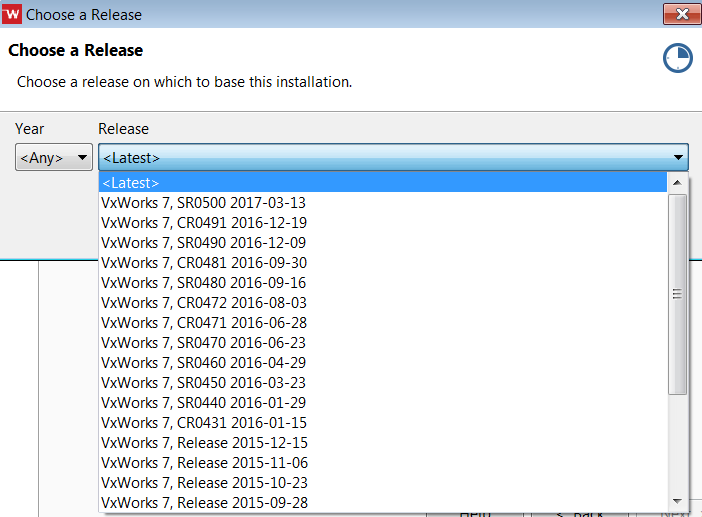 Choose a Release
Choose a Release
Choose a release on which to base this installation.
Year Release
<Any> <Latest>
<Latest>
VxWorks 7, SR0500 2017-03-13
VxWorks 7, CR0491 2016-12-19
VxWorks 7, SR0490 2016-12-09
VxWorks 7, CR0481 2016-09-30
VxWorks 7, SR0480 2016-09-16
VxWorks 7, CR0472 2016-08-03
VxWorks 7, CR0471 2016-06-28
VxWorks 7, SR0470 2016-06-23
VxWorks 7, SR0460 2016-04-29
VxWorks 7, SR0450 2016-03-23
VxWorks 7, SR0440 2016-01-29
VxWorks 7, CR0431 2016-01-15
VxWorks 7, Release 2015-12-15
VxWorks 7, Release 2015-11-06
VxWorks 7, Release 2015-10-23
VxWorks 7, Release 2015-09-28
Help < Back Next